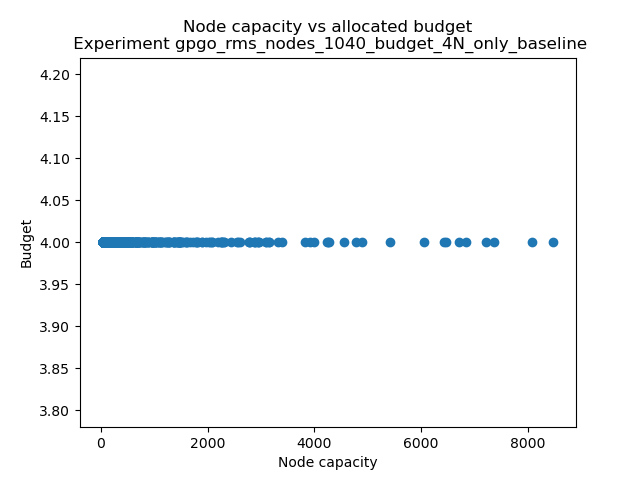 Node capacity vs allocated budget
Experiment gpgo_rms_nodes_1040_budget_4N_only_baseline
4.20
4.15
4.10
4.05
4.00
3.95
3.90
3.85
3.80
Budget
0 2000 4000 6000 8000
Node capacity